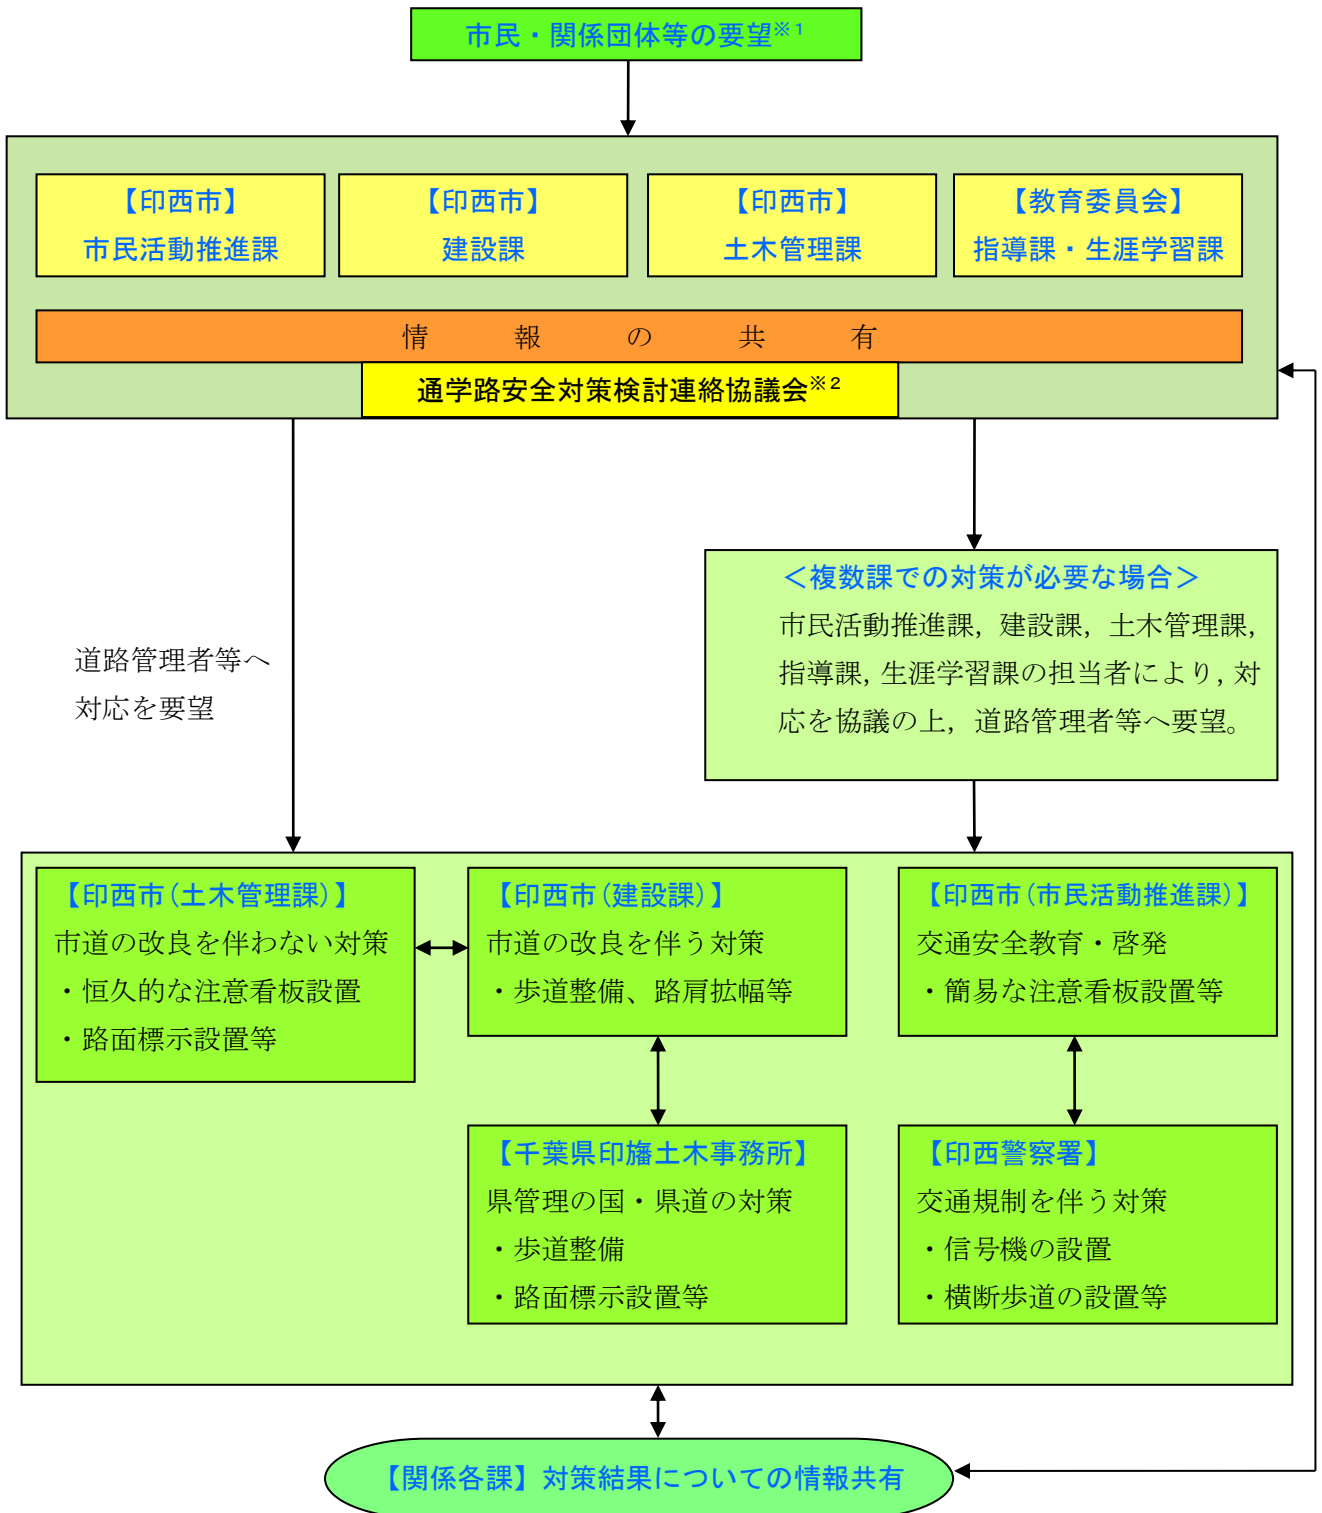 市民・関係団体等の要望※1
【印西市】
市民活動推進課
【印西市】
建設課
【印西市】
土木管理課
【教育委員会】
指導課・生涯学習課
情報の共有
通学路安全対策検討連絡協議会※2
道路管理者等へ
対応を要望
＜複数課での対策が必要な場合＞
市民活動推進課，建設課，土木管理課，
指導課，生涯学習課の担当者により，対
応を協議の上，道路管理者等へ要望。
【印西市(土木管理課)】
市道の改良を伴わない対策
・恒久的な注意看板設置
・路面標示設置等
【印西市(建設課)】
市道の改良を伴う対策
・歩道整備、路肩拡幅等
【印西市(市民活動推進課)】
交通安全教育・啓発
・簡易な注意看板設置等
【千葉県印旛土木事務所】
県管理の国・県道の対策
・歩道整備
・路面標示設置等
【印西警察署】
交通規制を伴う対策
・信号機の設置
・横断歩道の設置等
【関係各課】対策結果についての情報共有